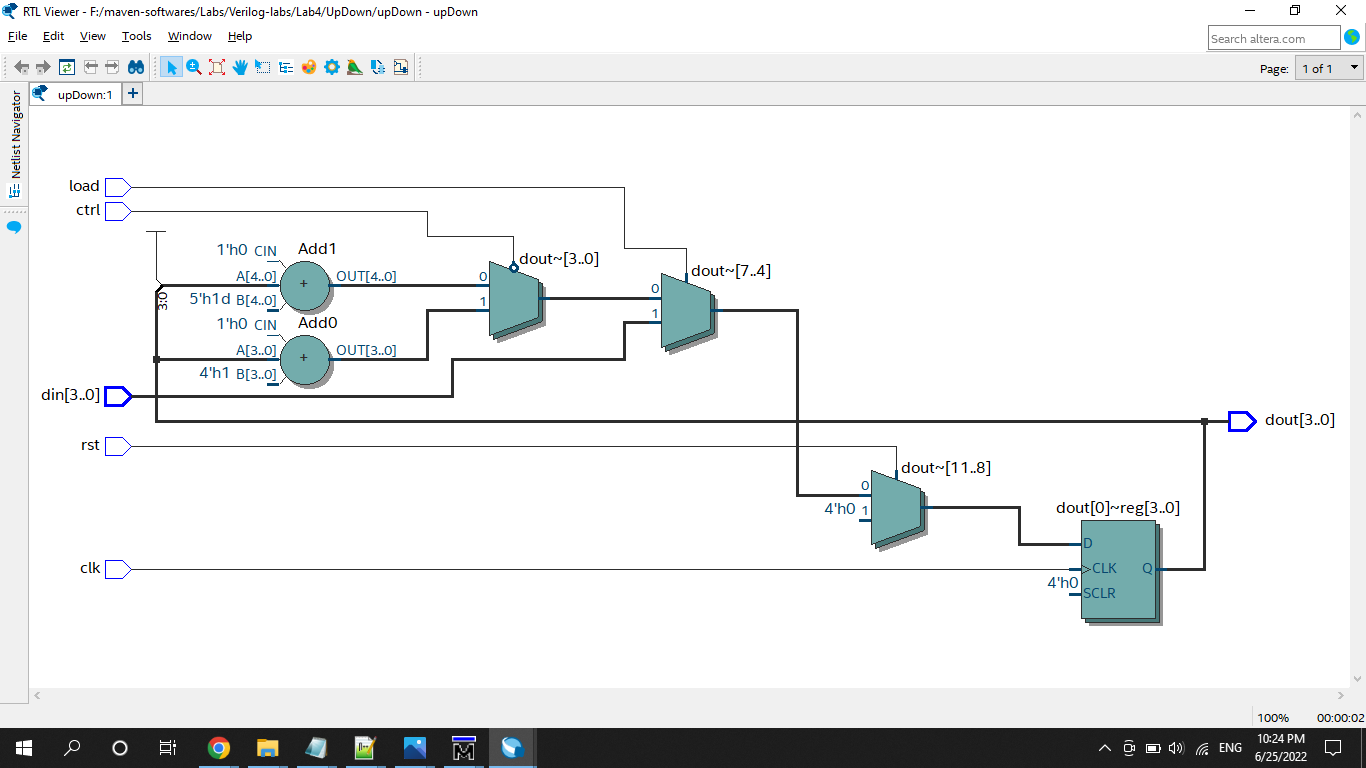 RTL Viewer - F:/maven-softwares/Labs/Verilog-labs/Lab4/UpDown/upDown - upDown
File Edit View Tools Window Help
Search altera.com
Page: 1 of 1
upDown:1
Netlist Navigator
load
ctrl
1'h0 CIN Add1
A[4..0] OUT[4..0]
5'h1d B[4..0]
3:0
1'h0 CIN Add0
A[3..0] OUT[3..0]
4'h1 B[3..0]
dout~[3..0]
0
1
dout~[7..4]
0
1
din[3..0]
dout[3..0]
rst
dout~[11..8]
0
4'h0 1
dout[0]~reg[3..0]
D
clk
CLK Q
4'h0
SCLR
100% 00:00:02
ENG
10:24 PM
6/25/2022